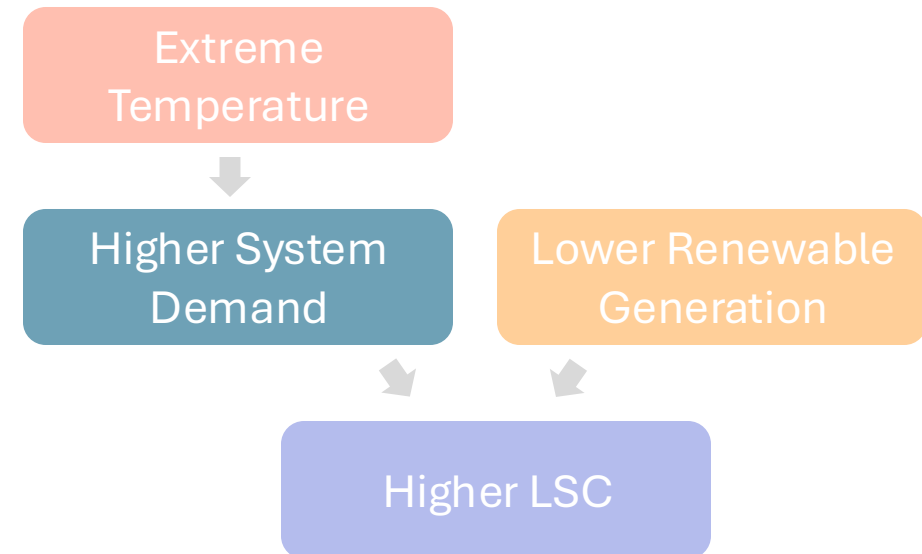 Extreme
Temperature
Higher System
Demand
Lower Renewable
Generation
Higher LSC